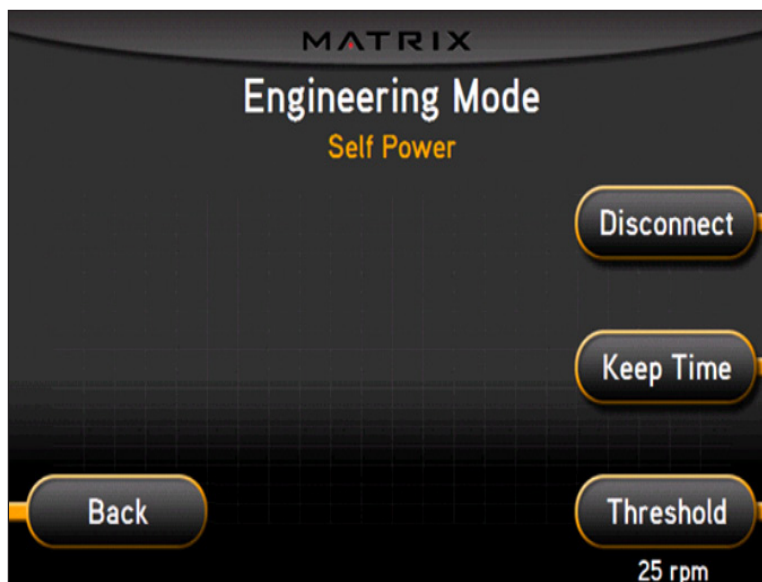 MATRIX
Engineering Mode
Self Power
Disconnect
Keep Time
Back
Threshold
25 rpm